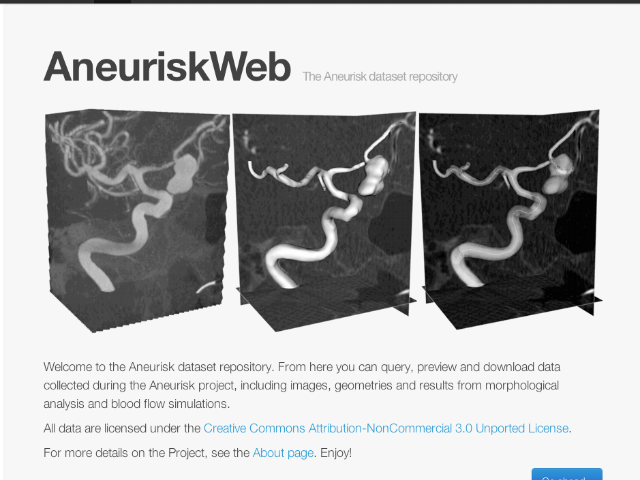 AneuriskWeb The Aneurisk dataset repository
Welcome to the Aneurisk dataset repository. From here you can query, preview and download data
collected during the Aneurisk project, including images, geometries and results from morphological
analysis and blood flow simulations.
All data are licensed under the Creative Commons Attribution-NonCommercial 3.0 Unported License.
For more details on the Project, see the About page. Enjoy!